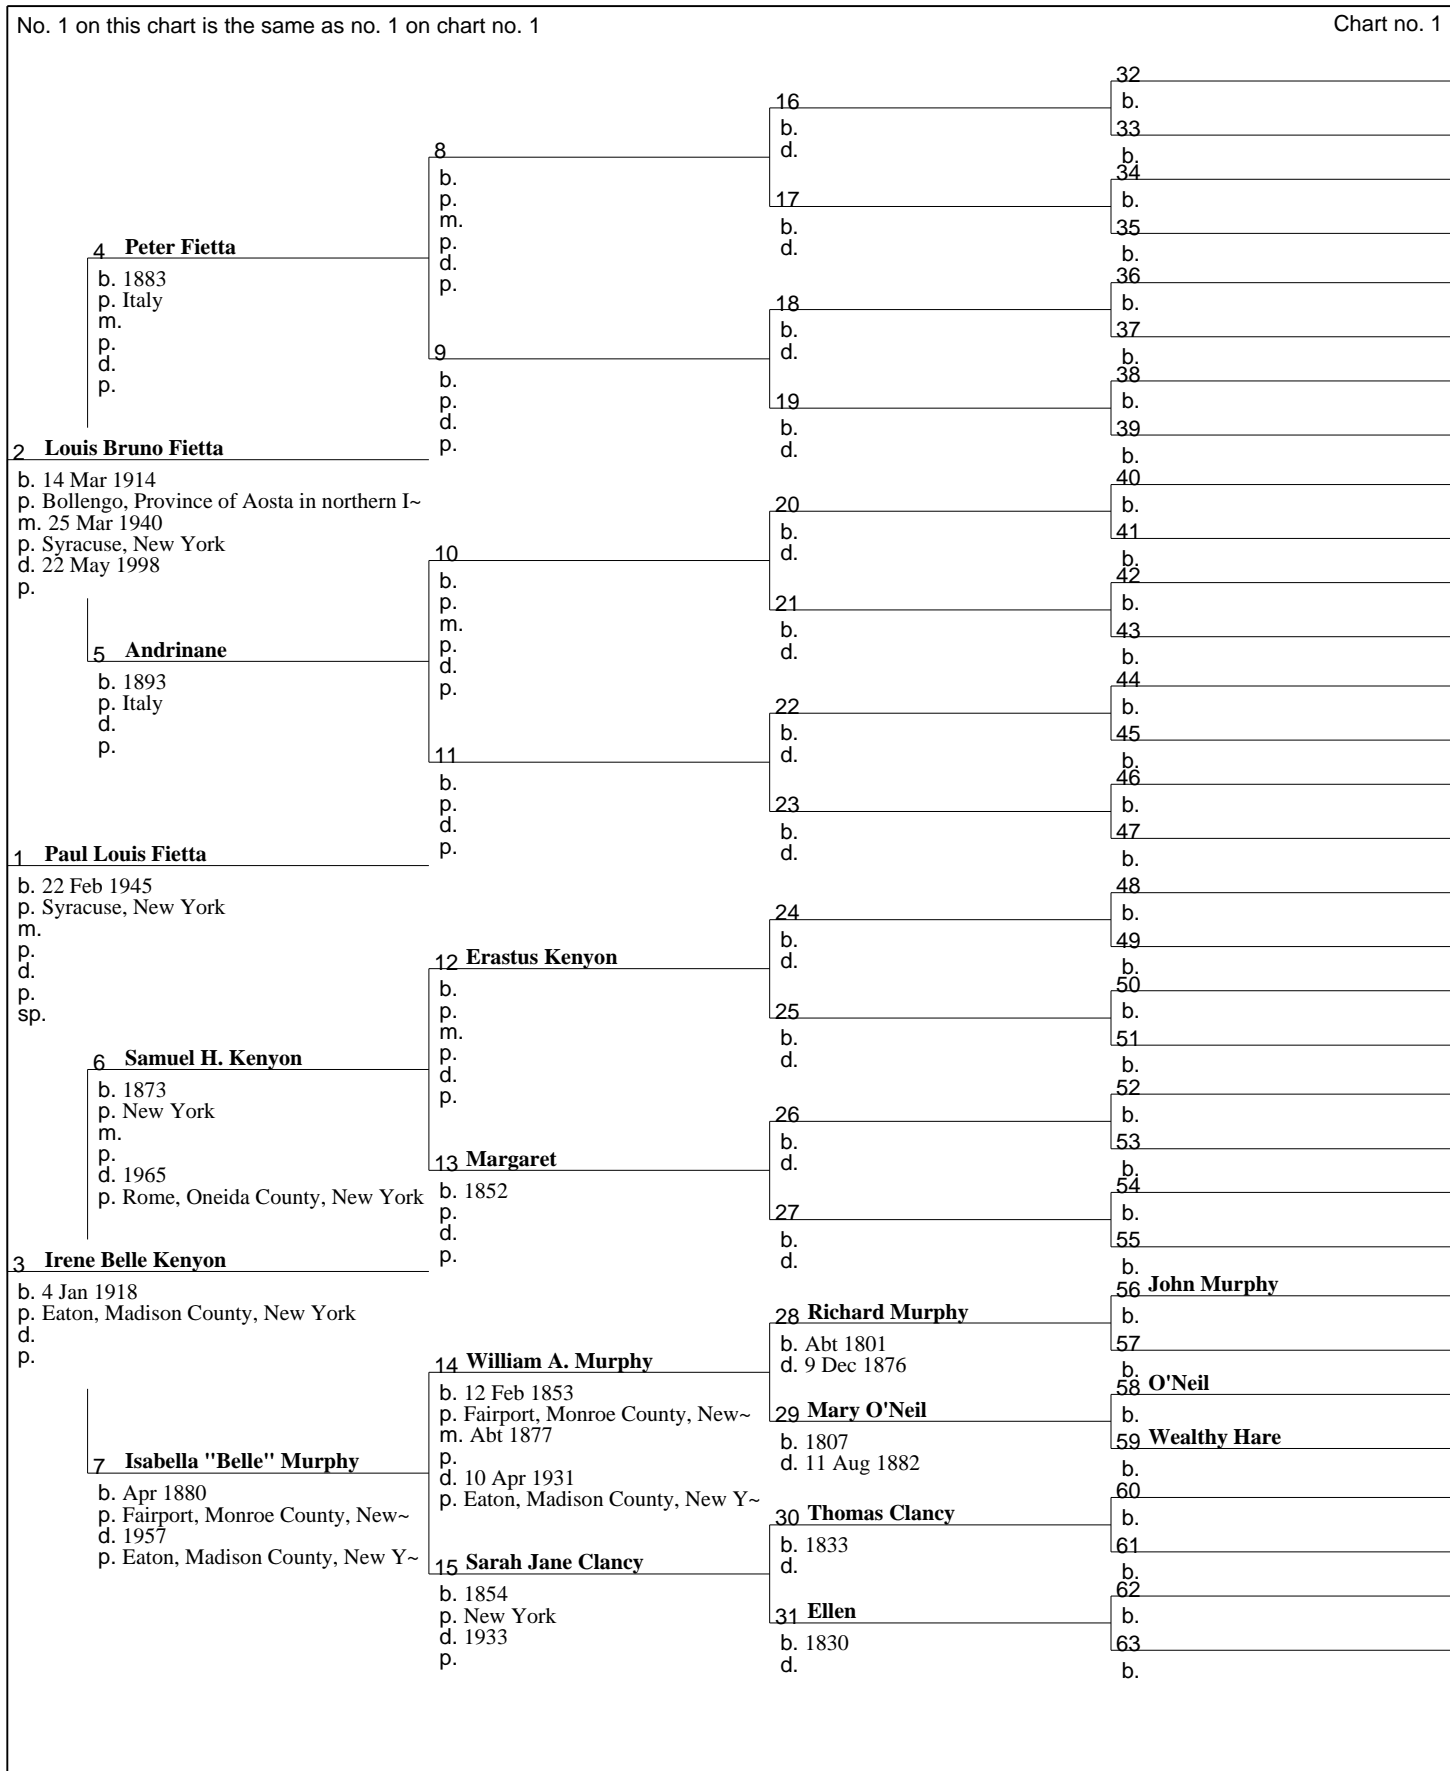 No. 1 on this chart is the same as no. 1 on chart no. 1
Chart no. 1
1 Paul Louis Fietta
b. 22 Feb 1945
p. Syracuse, New York
m.
p.
d.
p.
sp.
2 Louis Bruno Fietta
b. 14 Mar 1914
p. Bollengo, Province of Aosta in northern I~
m. 25 Mar 1940
p. Syracuse, New York
d. 22 May 1998
p.
3 Irene Belle Kenyon
b. 4 Jan 1918
p. Eaton, Madison County, New York
d.
p.
4 Peter Fietta
b. 1883
p. Italy
m.
p.
d.
p.
5 Andrinane
b. 1893
p. Italy
d.
p.
6 Samuel H. Kenyon
b. 1873
p. New York
m.
p.
d. 1965
p. Rome, Oneida County, New York
7 Isabella "Belle" Murphy
b. Apr 1880
p. Fairport, Monroe County, New~
d. 1957
p. Eaton, Madison County, New Y~
8
b.
p.
m.
p.
d.
p.
9
b.
p.
d.
p.
10
b.
p.
m.
p.
d.
p.
11
b.
p.
d.
p.
12 Erastus Kenyon
b.
p.
m.
p.
d.
p.
13 Margaret
b. 1852
p.
d.
p.
14 William A. Murphy
b. 12 Feb 1853
p. Fairport, Monroe County, New~
m. Abt 1877
p.
d. 10 Apr 1931
p. Eaton, Madison County, New Y~
15 Sarah Jane Clancy
b. 1854
p. New York
d. 1933
p.
16
b.
d.
17
b.
d.
18
b.
d.
19
b.
d.
20
b.
d.
21
b.
d.
22
b.
d.
23
b.
d.
24
b.
d.
25
b.
d.
26
b.
d.
27
b.
d.
28 Richard Murphy
b. Abt 1801
d. 9 Dec 1876
29 Mary O'Neil
b. 1807
d. 11 Aug 1882
30 Thomas Clancy
b. 1833
d.
31 Ellen
b. 1830
d.
32
b.
33
b.
34
b.
35
b.
36
b.
37
b.
38
b.
39
b.
40
b.
41
b.
42
b.
43
b.
44
b.
45
b.
46
b.
47
b.
48
b.
49
b.
50
b.
51
b.
52
b.
53
b.
54
b.
55
b.
56 John Murphy
b.
57
b.
58 O'Neil
b.
59 Wealthy Hare
b.
60
b.
61
b.
62
b.
63
b.